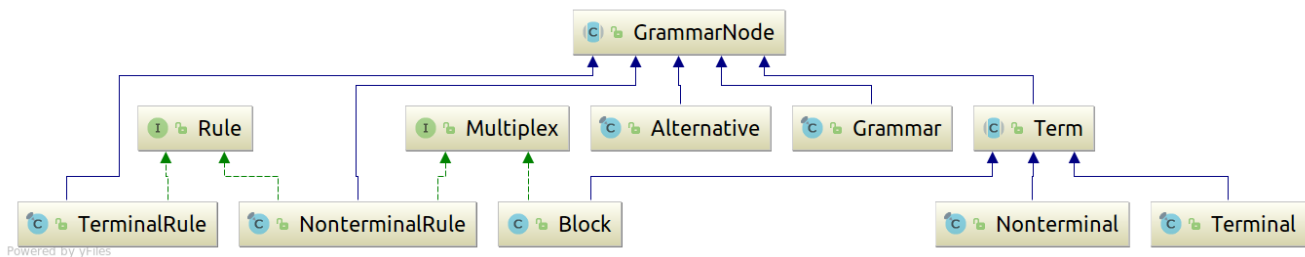 C GrammarNode
I Rule
I Multiplex
C Alternative
C Grammar
C Term
C TerminalRule
C NonterminalRule
C Block
C Nonterminal
C Terminal
Powered by yFiles